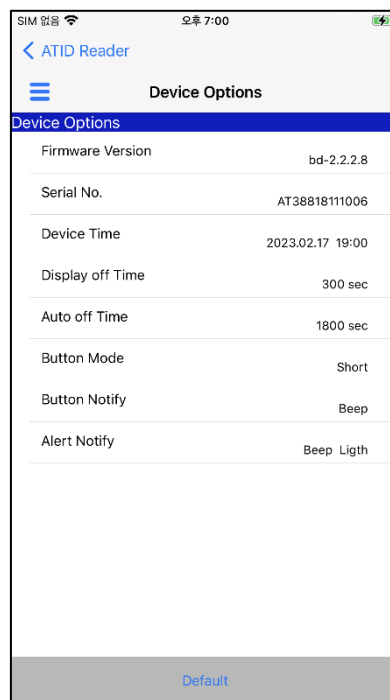 SIM 없음 오후 7:00
ATID Reader
Device Options
Device Options
Firmware Version bd-2.2.2.8
Serial No. AT38818111006
Device Time 2023.02.17 19:00
Display off Time 300 sec
Auto off Time 1800 sec
Button Mode Short
Button Notify Beep
Alert Notify Beep Ligth
Default